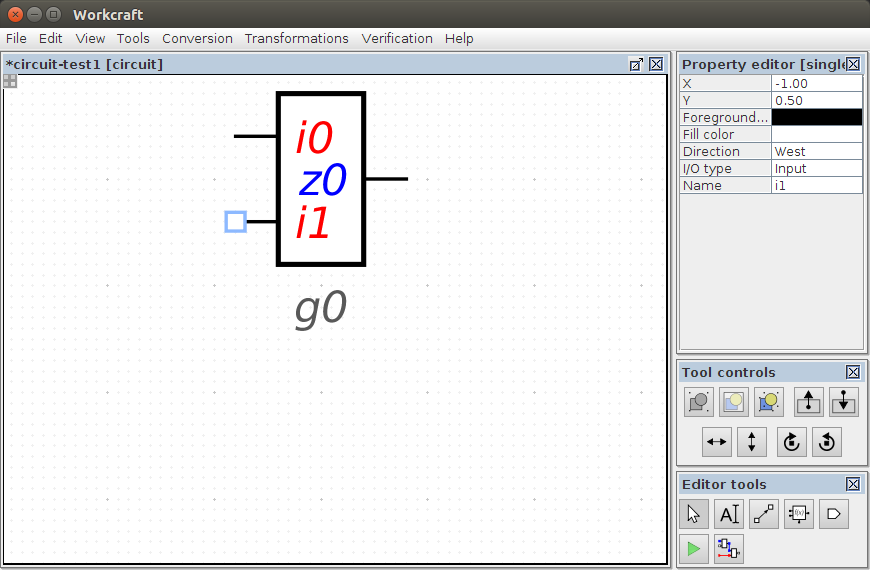 Workcraft
File Edit View Tools Conversion Transformations Verification Help
*circuit-test1 [circuit]
i0
z0
i1
g0
Property editor [single
X -1.00
Y 0.50
Foreground...
Fill color
Direction West
I/O type Input
Name i1
Tool controls
Editor tools
A
f(x)